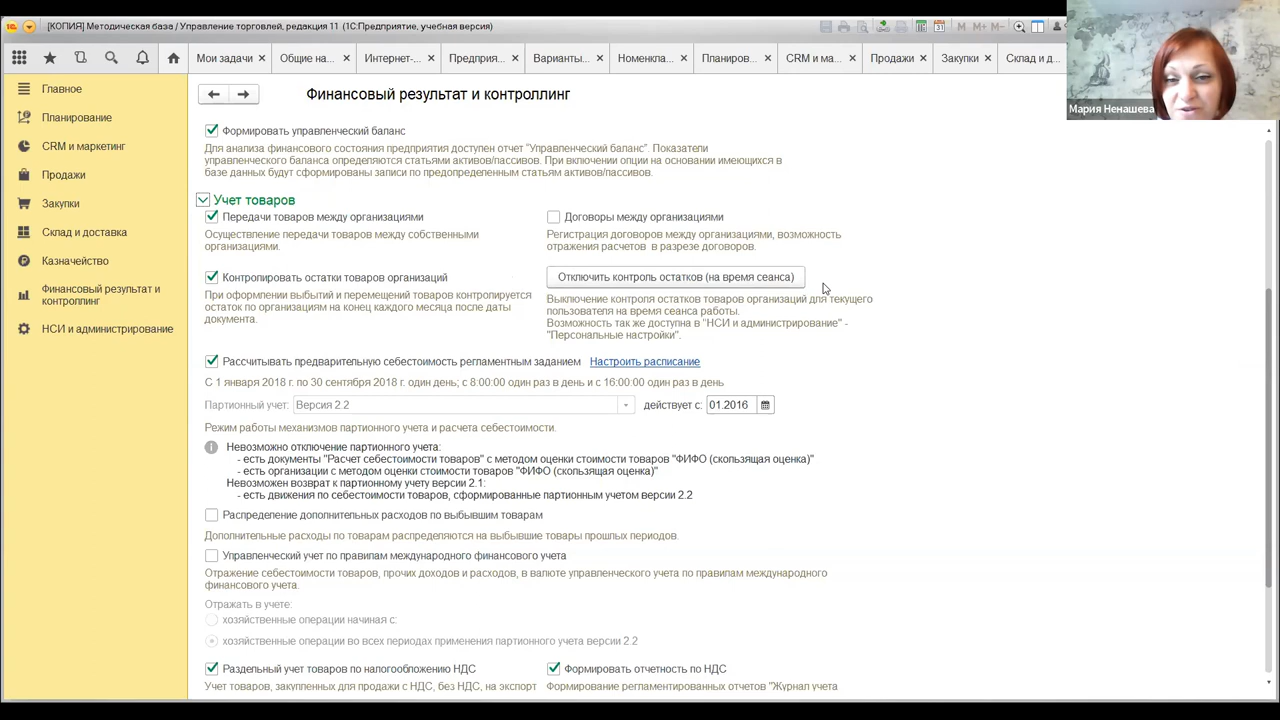 [КОПИЯ] Методическая база / Управление торговлей, редакция 11 (1С:Предприятие, учебная версия)
M M+ M-
31
Мои задачи
Общие на...
Интернет-...
Предприя...
Варианты...
Номенкла...
Планиров...
CRM и ма...
Продажи
Закупки
Склад и д...
Мария Ненашева
Главное
Планирование
CRM и маркетинг
Продажи
Закупки
Склад и доставка
Казначейство
Финансовый результат и
контроллинг
НСИ и администрирование
Финансовый результат и контроллинг
Формировать управленческий баланс
Для анализа финансового состояния предприятия доступен отчет "Управленческий баланс". Показатели
управленческого баланса определяются статьями активов/пассивов. При включении опции на основании имеющихся в
базе данных будут сформированы записи по предопределенным статьям активов/пассивов.
Учет товаров
Передачи товаров между организациями
Договоры между организациями
Осуществление передачи товаров между собственными
организациями.
Регистрация договоров между организациями, возможность
отражения расчетов в разрезе договоров.
Контролировать остатки товаров организаций
Отключить контроль остатков (на время сеанса)
При оформлении выбытий и перемещений товаров контролируется
остаток по организациям на конец каждого месяца после даты
документа.
Выключение контроля остатков товаров организаций для текущего
пользователя на время сеанса работы.
Возможность так же доступна в "НСИ и администрирование" -
"Персональные настройки".
Рассчитывать предварительную себестоимость регламентным заданием Настроить расписание
С 1 января 2018 г. по 30 сентября 2018 г. один день; с 8:00:00 один раз в день и с 16:00:00 один раз в день
Партионный учет: Версия 2.2 действует с: 01.2016
Режим работы механизмов партионного учета и расчета себестоимости.
Невозможно отключение партионного учета:
- есть документы "Расчет себестоимости товаров" с методом оценки стоимости товаров "ФИФО (скользящая оценка)"
- есть организации с методом оценки стоимости товаров "ФИФО (скользящая оценка)"
Невозможен возврат к партионному учету версии 2.1:
- есть движения по себестоимости товаров, сформированные партионным учетом версии 2.2
Распределение дополнительных расходов по выбывшим товарам
Дополнительные расходы по товарам распределяются на выбывшие товары прошлых периодов.
Управленческий учет по правилам международного финансового учета
Отражение себестоимости товаров, прочих доходов и расходов, в валюте управленческого учета по правилам международного
финансового учета.
Отражать в учете:
хозяйственные операции начиная с:
хозяйственные операции во всех периодах применения партионного учета версии 2.2
Раздельный учет товаров по налогообложению НДС
Формировать отчетность по НДС
Учет товаров, закупленных для продажи с НДС, без НДС, на экспорт
Формирование регламентированных отчетов "Журнал учета